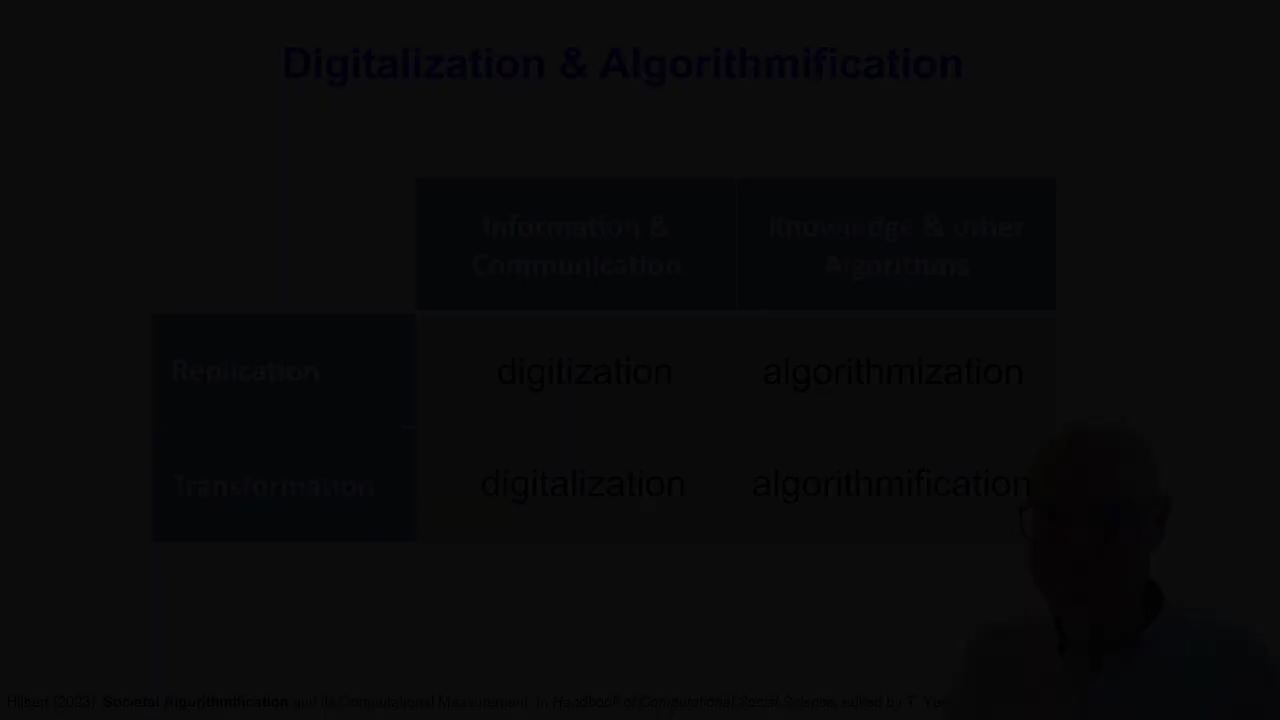 Digitalization & Algorithmification
Information &
Communication
Knowledge & other
Algorithms
Replication
digitization
algorithmization
Transformation
digitalization
algorithmification
Hilbert (2023) Societal Algorithmification and its Computational Measurement. In Handbook of Computational Social Science, edited by T.